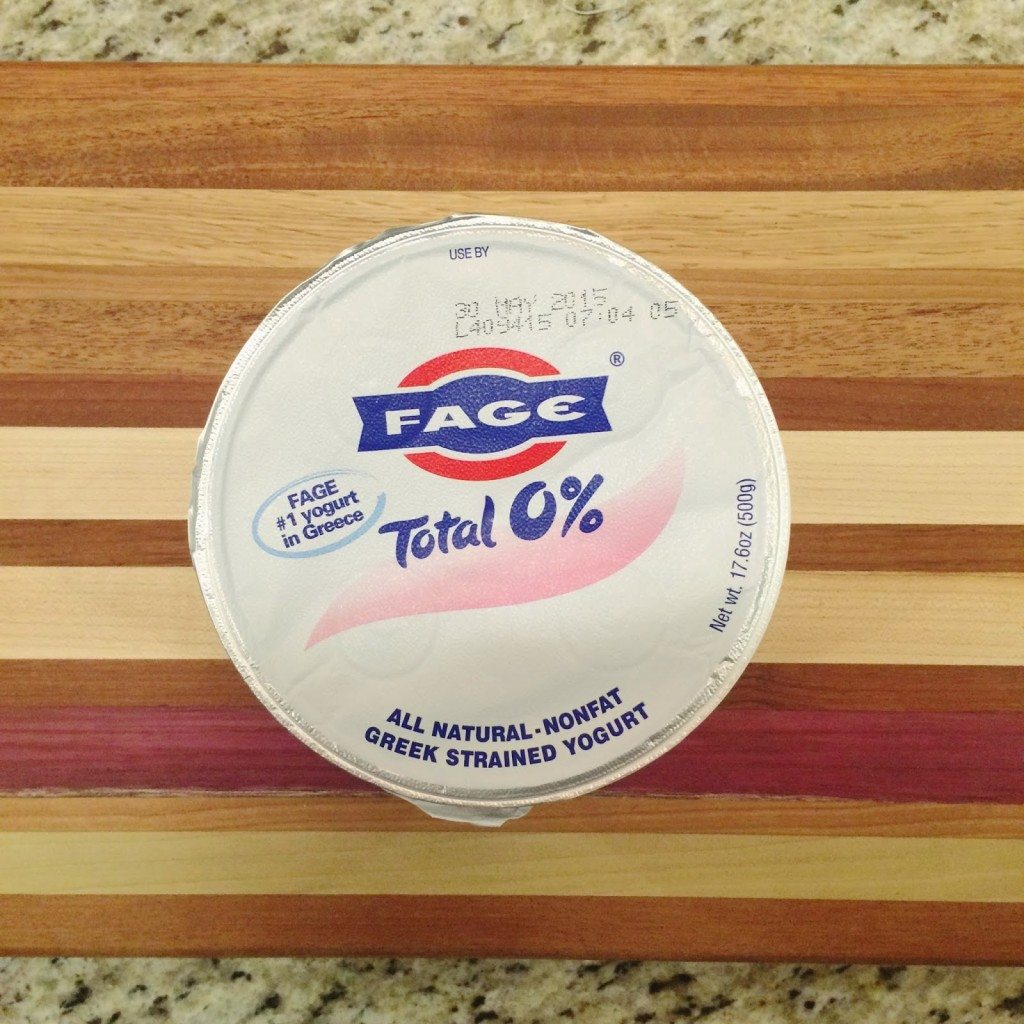 USE BY
30 MAY 2015
L409415 07:04 05
FAGE®
FAGE
#1 yogurt
in Greece
Total 0%
Net wt. 17.6oz (500g)
ALL NATURAL-NONFAT
GREEK STRAINED YOGURT